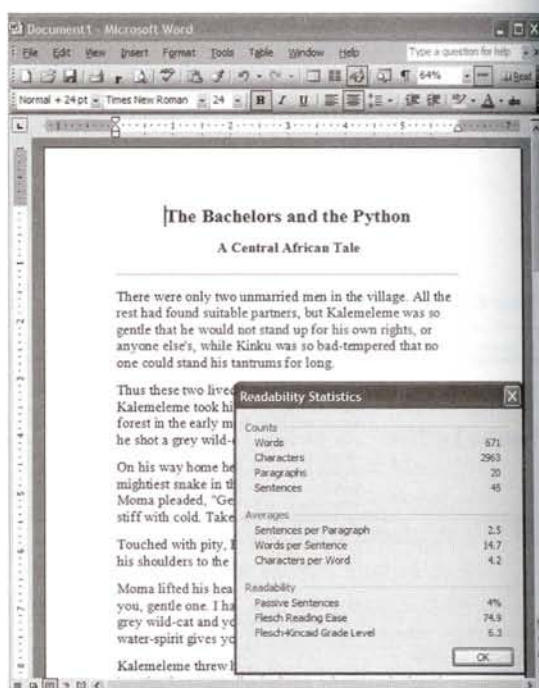 Document1 - Microsoft Word
File Edit View Insert Format Tools Table Window Help Type a question for help
64% Read
Normal + 24 pt Times New Roman 24 B I U
The Bachelors and the Python
A Central African Tale
There were only two unmarried men in the village. All the
rest had found suitable partners, but Kalemeleme was so
gentle that he would not stand up for his own rights, or
anyone else's, while Kinku was so bad-tempered that no
one could stand his tantrums for long.
Thus these two lived
Kalemeleme took hi
forest in the early m
he shot a grey wild-
On his way home he
mightiest snake in th
Moma pleaded, "Ge
stiff with cold. Take
Touched with pity,
his shoulders to the
Moma lifted his hea
you, gentle one. I ha
grey wild-cat and yo
water-spirit gives yo
Kalemeleme threw h
Readability Statistics
Counts
Words 671
Characters 2963
Paragraphs 20
Sentences 45
Averages
Sentences per Paragraph 2.5
Words per Sentence 14.7
Characters per Word 4.2
Readability
Passive Sentences 4%
Flesch Reading Ease 74.9
Flesch-Kincaid Grade Level 6.3
OK